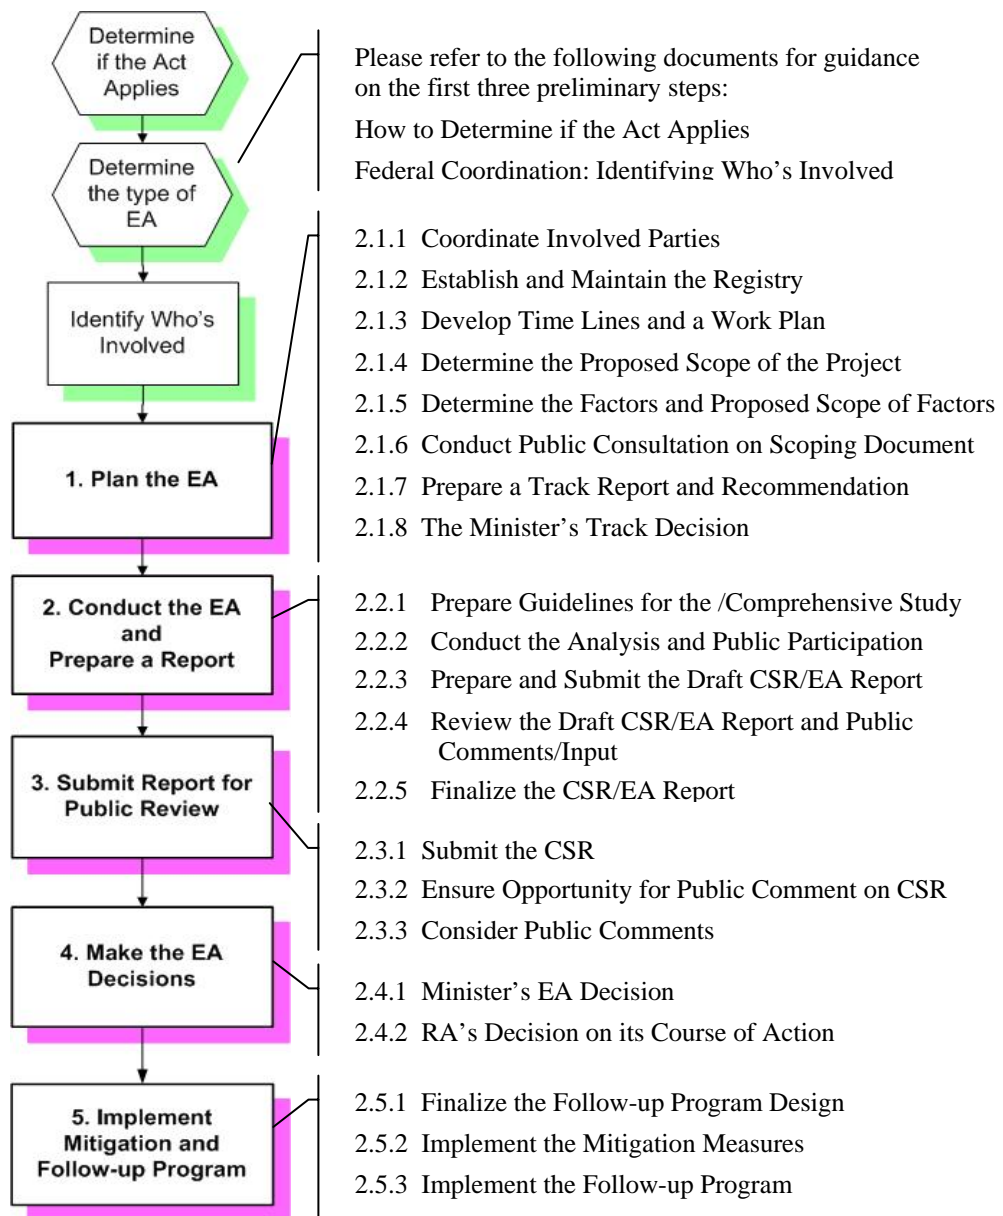 Determine
if the Act
Applies
Please refer to the following documents for guidance
on the first three preliminary steps:
How to Determine if the Act Applies
Federal Coordination: Identifying Who's Involved
Determine
the type of
EA
Identify Who's
Involved
1. Plan the EA
2.1.1 Coordinate Involved Parties
2.1.2 Establish and Maintain the Registry
2.1.3 Develop Time Lines and a Work Plan
2.1.4 Determine the Proposed Scope of the Project
2.1.5 Determine the Factors and Proposed Scope of Factors
2.1.6 Conduct Public Consultation on Scoping Document
2.1.7 Prepare a Track Report and Recommendation
2.1.8 The Minister's Track Decision
2. Conduct the EA
and
Prepare a Report
2.2.1 Prepare Guidelines for the /Comprehensive Study
2.2.2 Conduct the Analysis and Public Participation
2.2.3 Prepare and Submit the Draft CSR/EA Report
2.2.4 Review the Draft CSR/EA Report and Public
Comments/Input
2.2.5 Finalize the CSR/EA Report
3. Submit Report for
Public Review
2.3.1 Submit the CSR
2.3.2 Ensure Opportunity for Public Comment on CSR
2.3.3 Consider Public Comments
4. Make the EA
Decisions
2.4.1 Minister's EA Decision
2.4.2 RA's Decision on its Course of Action
5. Implement
Mitigation and
Follow-up Program
2.5.1 Finalize the Follow-up Program Design
2.5.2 Implement the Mitigation Measures
2.5.3 Implement the Follow-up Program